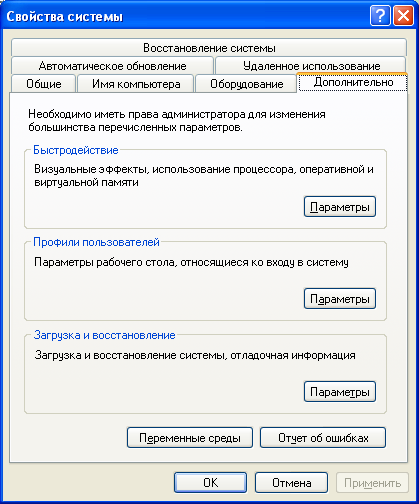 Свойства системы
Восстановление системы
Автоматическое обновление Удаленное использование
Общие Имя компьютера Оборудование Дополнительно
Необходимо иметь права администратора для изменения
большинства перечисленных параметров.
Быстродействие
Визуальные эффекты, использование процессора, оперативной и
виртуальной памяти
Параметры
Профили пользователей
Параметры рабочего стола, относящиеся ко входу в систему
Параметры
Загрузка и восстановление
Загрузка и восстановление системы, отладочная информация
Параметры
Переменные среды Отчет об ошибках
OK Отмена Применить